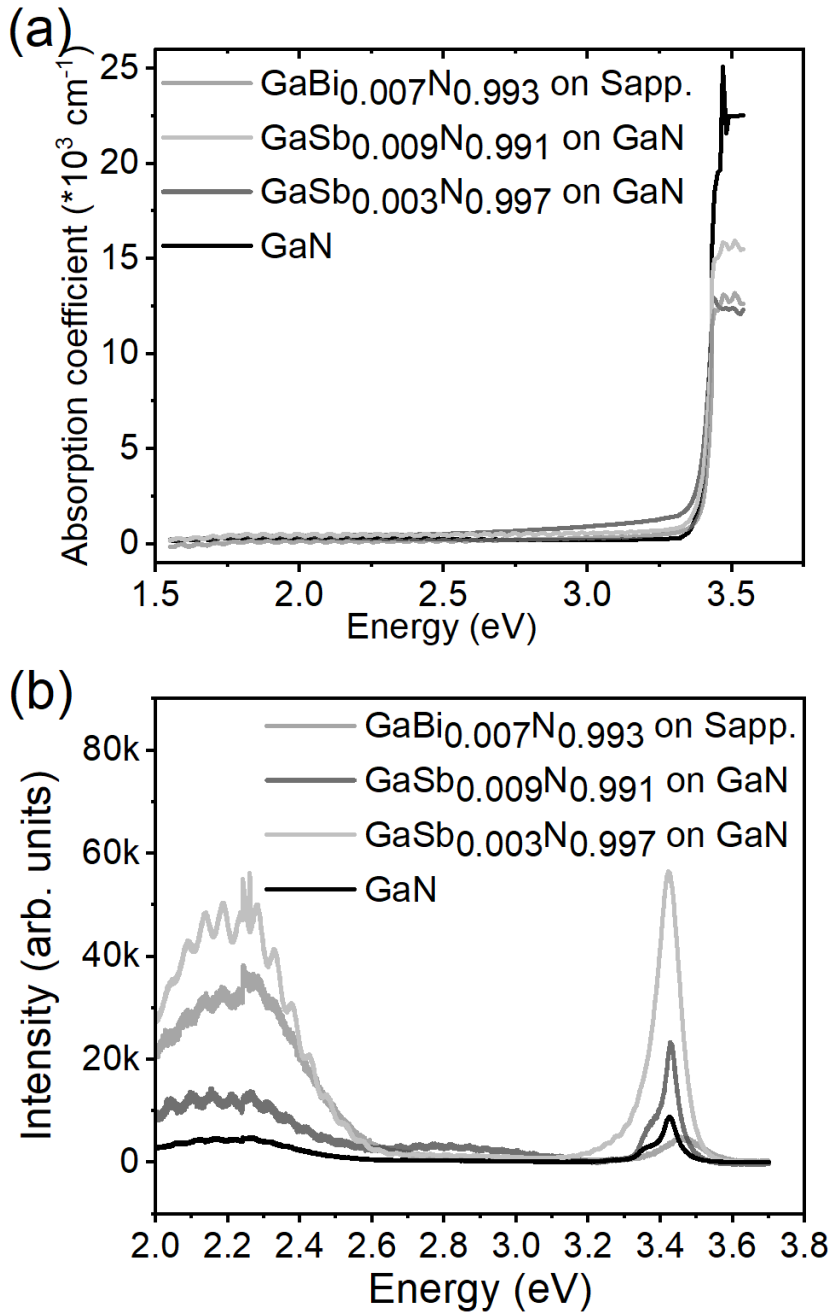 (a)
Absorption coefficient (*10³ cm⁻¹)
25
20
15
10
5
0
GaBi₀.₀₀₇N₀.₉₉₃ on Sapp.
GaSb₀.₀₀₉N₀.₉₉₁ on GaN
GaSb₀.₀₀₃N₀.₉₉₇ on GaN
GaN
1.5 2.0 2.5 3.0 3.5
Energy (eV)
(b)
Intensity (arb. units)
80k
60k
40k
20k
0
GaBi₀.₀₀₇N₀.₉₉₃ on Sapp.
GaSb₀.₀₀₉N₀.₉₉₁ on GaN
GaSb₀.₀₀₃N₀.₉₉₇ on GaN
GaN
2.0 2.2 2.4 2.6 2.8 3.0 3.2 3.4 3.6 3.8
Energy (eV)